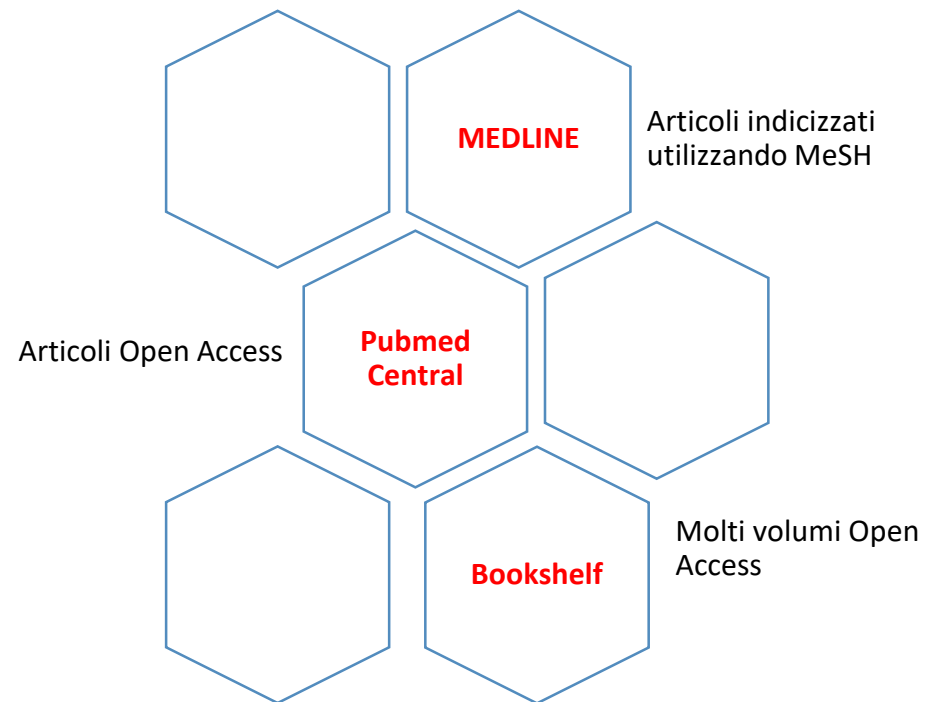 MEDLINE
Articoli indicizzati
utilizzando MeSH
Articoli Open Access
Pubmed
Central
Bookshelf
Molti volumi Open
Access